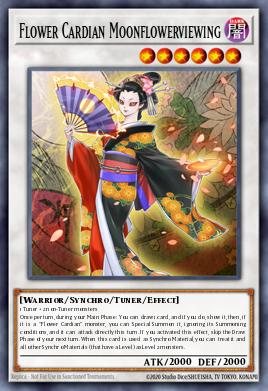 FLOWER CARDIAN MOONFLOWERVIEWING
DARK
闇
[WARRIOR/SYNCHRO/TUNER/EFFECT]
1 Tuner + 2 non-Tuner monsters
Once per turn, during your Main Phase: You can draw 1 card, and if you do, show it, then, if
it is a "Flower Cardian" monster, you can Special Summon it, ignoring its Summoning
conditions, and it can attack directly this turn. If you activated this effect, skip the Draw
Phase of your next turn. When this card is used as Synchro Material, you can treat it and
all other Synchro Materials (that have a Level) as Level 2 monsters.
ATK/2000 DEF/2000
Replica - Not For Use in Sanctioned Tournaments
©2020 Studio Dice/SHUEISHA, TV TOKYO, KONAMI